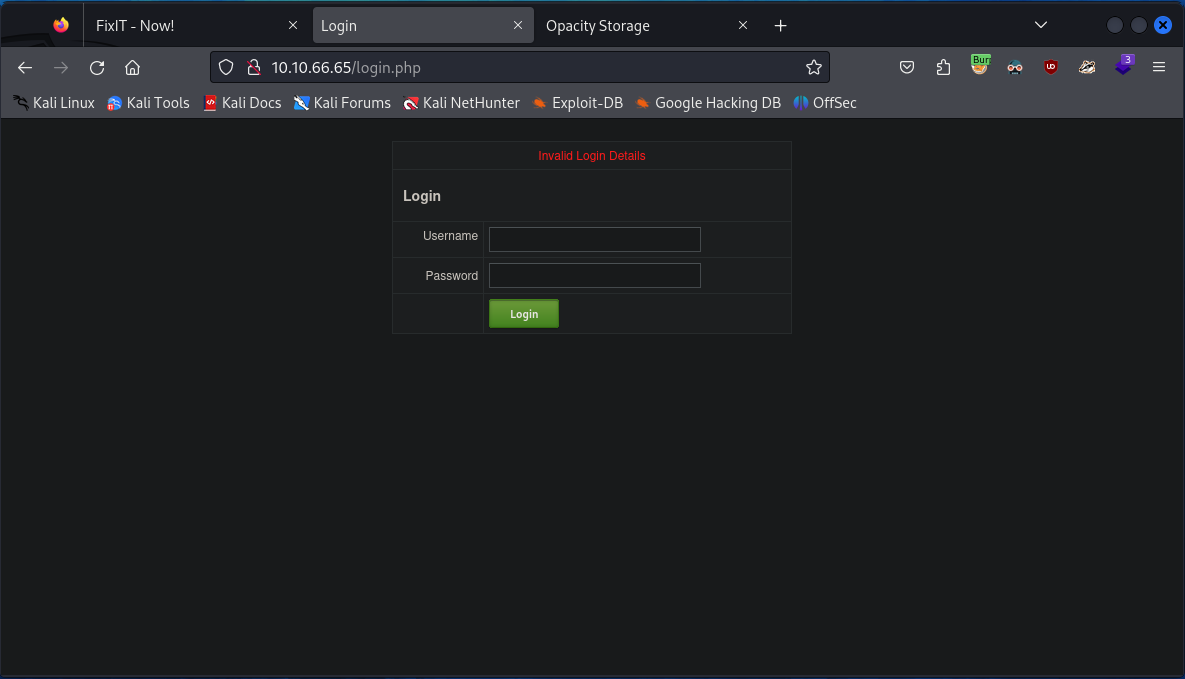 FixIT - Now! Login Opacity Storage
10.10.66.65/login.php Burp UD 3
Kali Linux Kali Tools Kali Docs Kali Forums Kali NetHunter Exploit-DB Google Hacking DB OffSec
Invalid Login Details
Login
Username
Password
Login